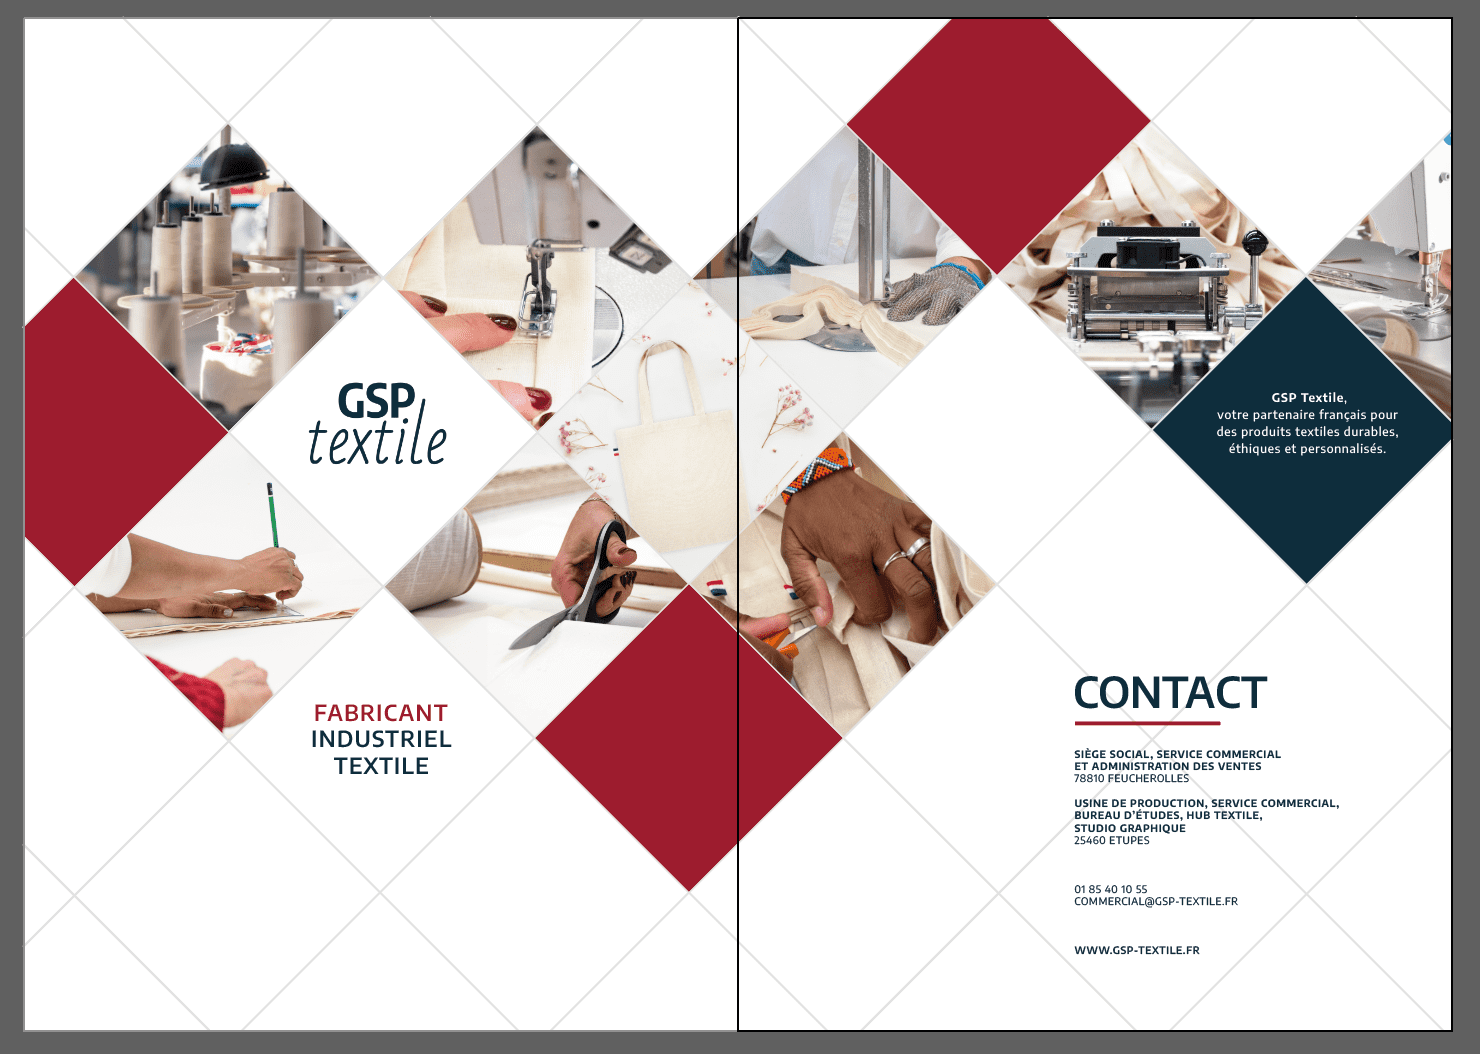 GSP
textile
FABRICANT
INDUSTRIEL
TEXTILE
GSP Textile,
votre partenaire français pour
des produits textiles durables,
éthiques et personnalisés.
CONTACT
SIÈGE SOCIAL, SERVICE COMMERCIAL
ET ADMINISTRATION DES VENTES
78810 FEUCHEROLLES
USINE DE PRODUCTION, SERVICE COMMERCIAL,
BUREAU D'ÉTUDES, HUB TEXTILE,
STUDIO GRAPHIQUE
25460 ETUPES
01 85 40 10 55
COMMERCIAL@GSP-TEXTILE.FR
WWW.GSP-TEXTILE.FR